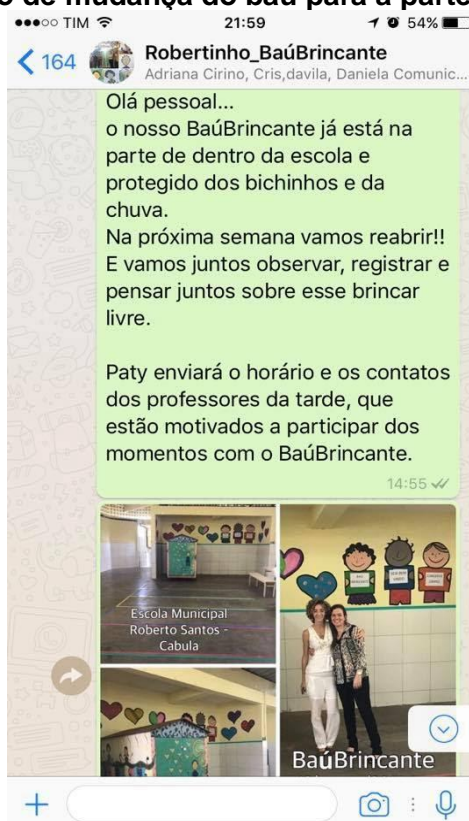 o de mudança do baú para a parte
TIM 21:59 54%
164 Robertinho_BaúBrincante
Adriana Cirino, Cris,davila, Daniela Comunic...
Olá pessoal...
o nosso BaúBrincante já está na
parte de dentro da escola e
protegido dos bichinhos e da
chuva.
Na próxima semana vamos reabrir!!
E vamos juntos observar, registrar e
pensar juntos sobre esse brincar
livre.
Paty enviará o horário e os contatos
dos professores da tarde, que
estão motivados a participar dos
momentos com o BaúBrincante.
14:55
Escola Municipal
Roberto Santos -
Cabula
BaúBrincante